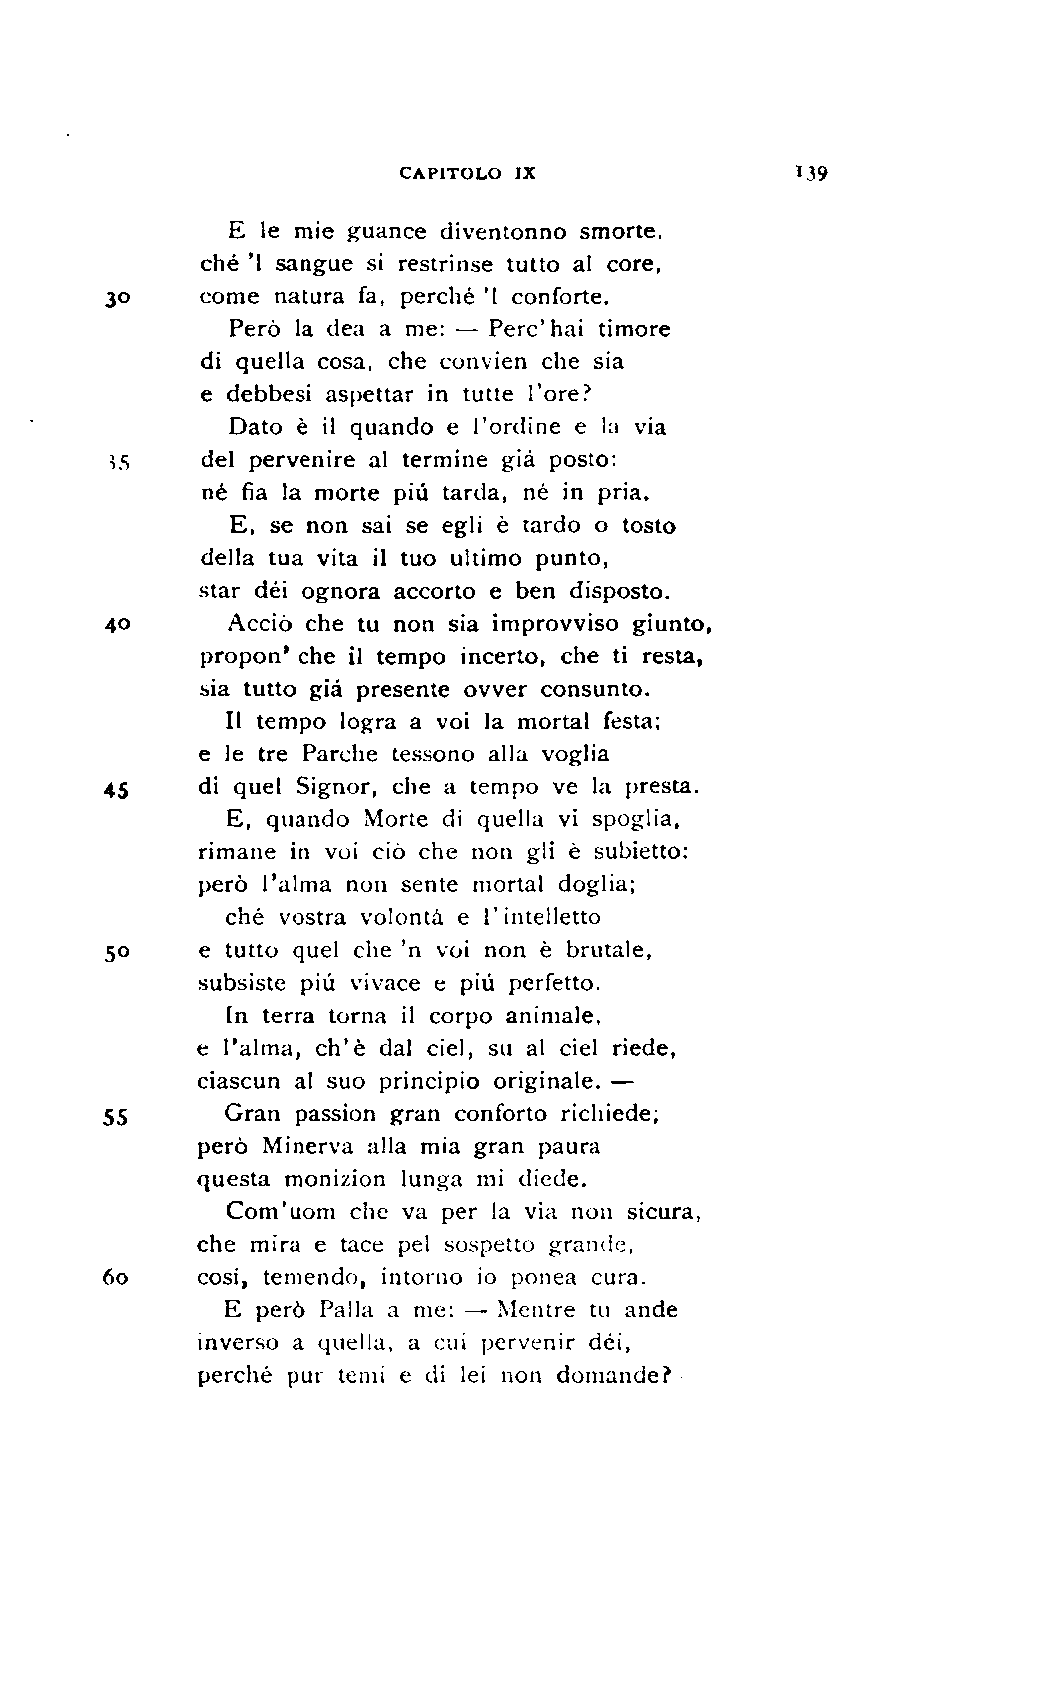 CAPITOLO IX 139
E le mie guance diventonno smorte,
ché 'l sangue si restrinse tutto al core,
30 come natura fa, perché 'l conforte.
Però la dea a me: — Perc' hai timore
di quella cosa, che convien che sia
e debbesi aspettar in tutte l'ore?
Dato è il quando e l'ordine e la via
35 del pervenire al termine giá posto:
né fia la morte piú tarda, né in pria.
E, se non sai se egli è tardo o tosto
della tua vita il tuo ultimo punto,
star déi ognora accorto e ben disposto.
40 Acciò che tu non sia improvviso giunto,
propon' che il tempo incerto, che ti resta,
sia tutto giá presente ovver consunto.
Il tempo logra a voi la mortal festa;
e le tre Parche tessono alla voglia
45 di quel Signor, che a tempo ve la presta.
E, quando Morte di quella vi spoglia,
rimane in voi ciò che non gli è subietto:
però l'alma non sente mortal doglia;
ché vostra volontá e l' intelletto
50 e tutto quel che 'n voi non è brutale,
subsiste piú vivace e piú perfetto.
In terra torna il corpo animale,
e l'alma, ch'è dal ciel, su al ciel riede,
ciascun al suo principio originale. —
55 Gran passion gran conforto richiede;
però Minerva alla mia gran paura
questa monizion lunga mi diede.
Com'uom che va per la via non sicura,
che mira e tace pel sospetto grande,
60 cosi, temendo, intorno io ponea cura.
E però Palla a me: — Mentre tu ande
inverso a quella, a cui pervenir déi,
perché pur temi e di lei non domande?